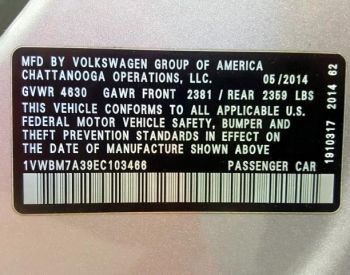 MFD BY VOLKSWAGEN GROUP OF AMERICA
CHATTANOOGA OPERATIONS, LLC. 05/2014
GVWR 4630 GAWR FRONT 2381 / REAR 2359 LBS
THIS VEHICLE CONFORMS TO ALL APPLICABLE U.S.
FEDERAL MOTOR VEHICLE SAFETY, BUMPER AND
THEFT PREVENTION STANDARDS IN EFFECT ON
THE DATE OF MANUFACTURE SHOWN ABOVE
1VWBM7A39EC103466 PASSENGER CAR
1910317 2014 62